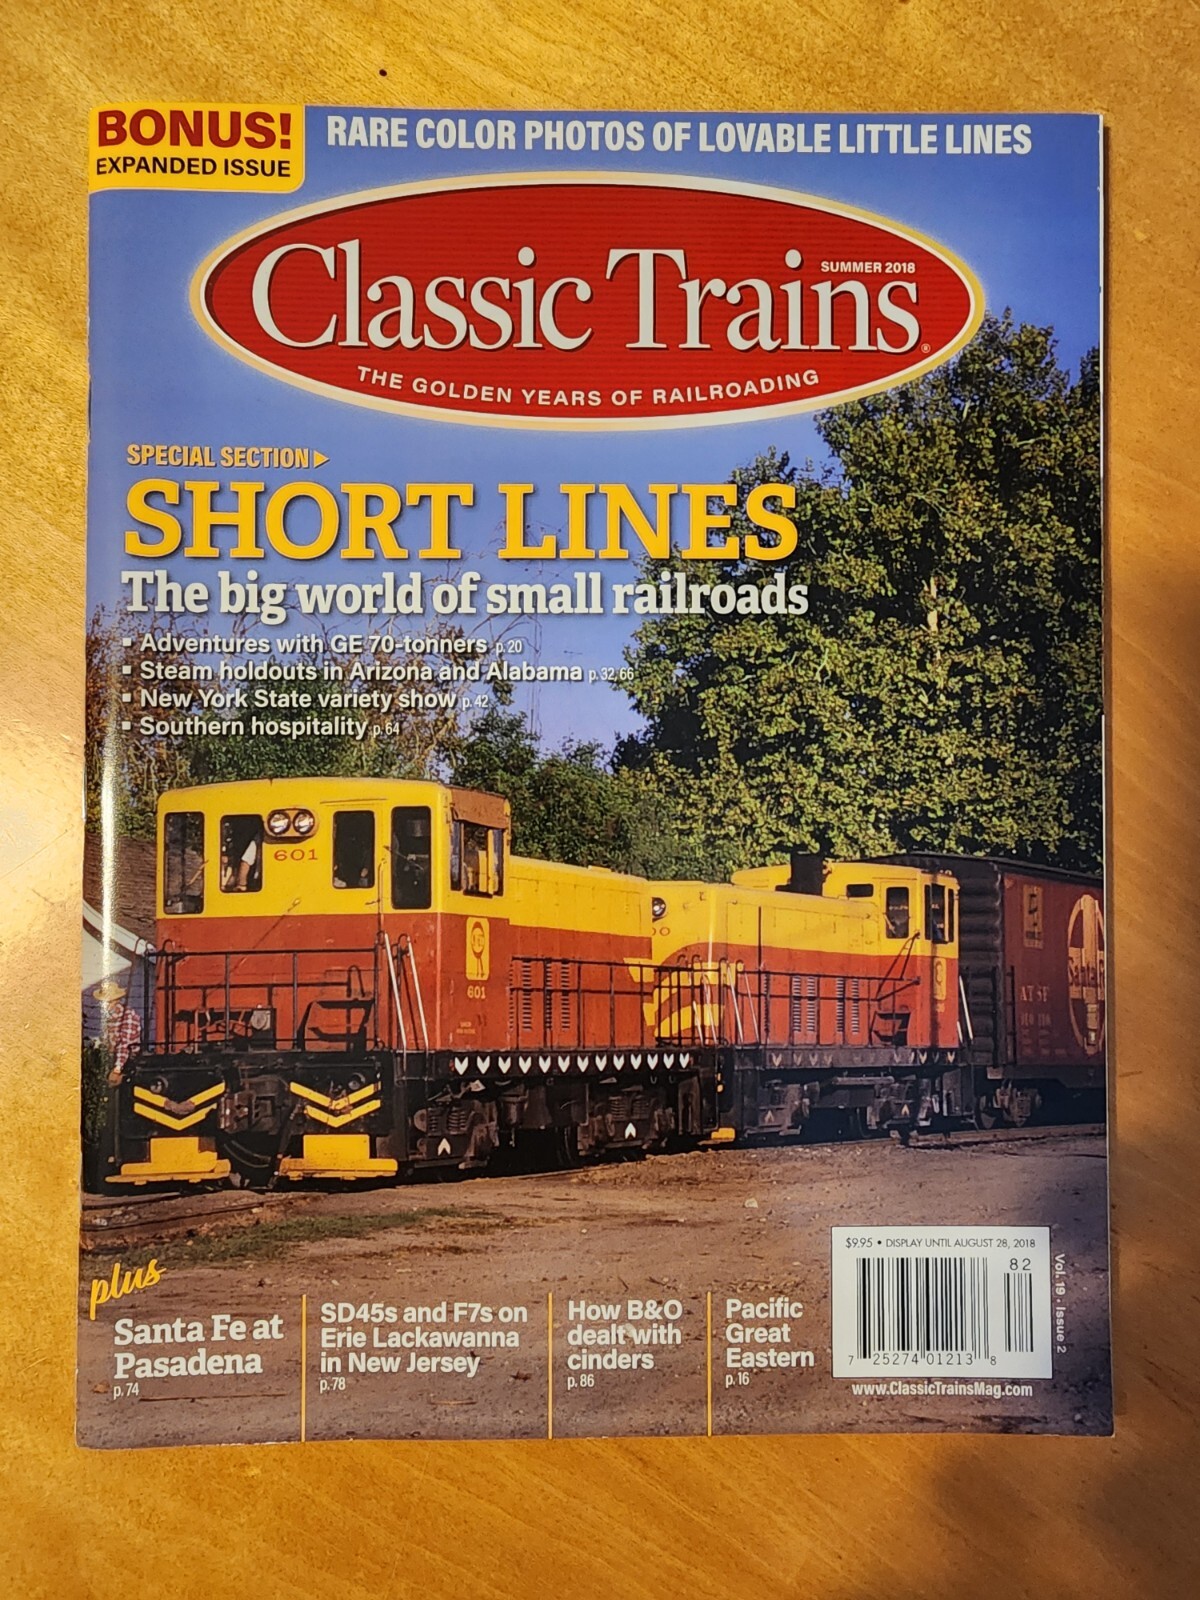 BONUS!
EXPANDED ISSUE
RARE COLOR PHOTOS OF LOVABLE LITTLE LINES
SUMMER 2018
Classic Trains®
THE GOLDEN YEARS OF RAILROADING
SPECIAL SECTION▶
SHORT LINES
The big world of small railroads
▪ Adventures with GE 70-tonners p.20
▪ Steam holdouts in Arizona and Alabama p.32,66
▪ New York State variety show p.42
▪ Southern hospitality p.64
601
601
AT SF
plus
Santa Fe at
Pasadena
p.74
SD45s and F7s on
Erie Lackawanna
in New Jersey
p.78
How B&O
dealt with
cinders
p.86
Pacific
Great
Eastern
p.16
$9.95 • DISPLAY UNTIL AUGUST 28, 2018
82
7 25274 01213 8
www.ClassicTrainsMag.com
Vol. 19 • Issue 2